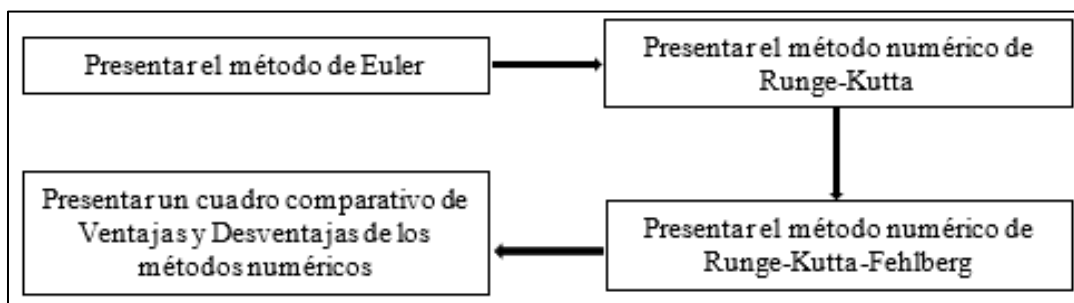 Presentar el método de Euler
Presentar el método numérico de
Runge-Kutta
Presentar el método numérico de
Runge-Kutta-Fehlberg
Presentar un cuadro comparativo de
Ventajas y Desventajas de los
métodos numéricos